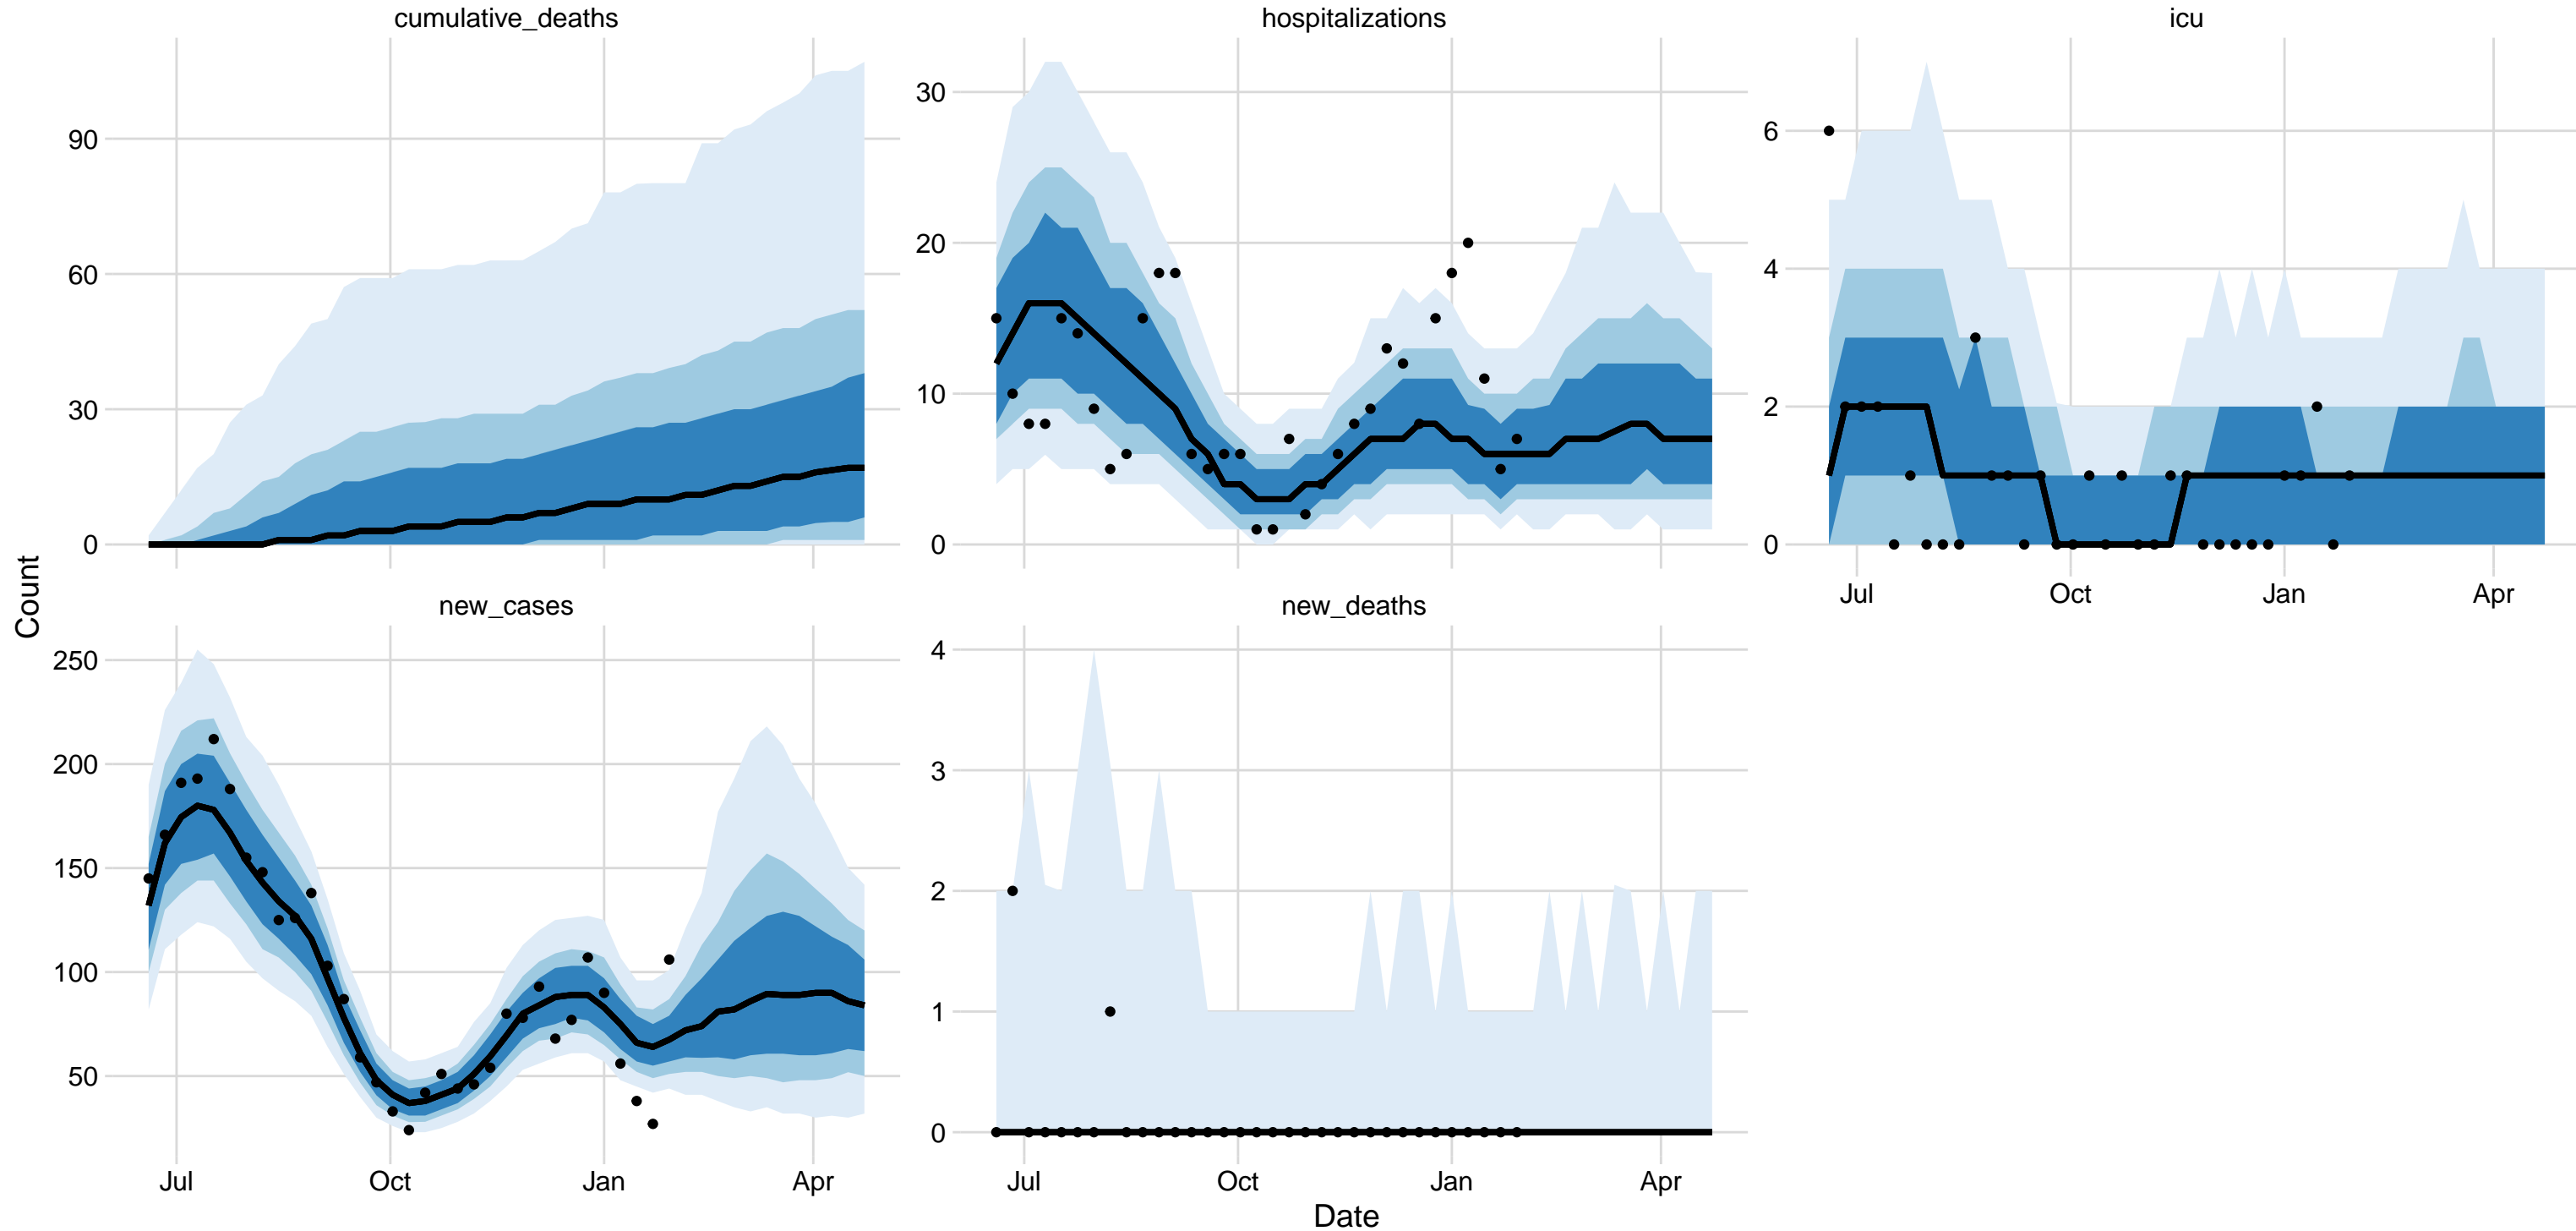 cumulative_deaths
hospitalizations
icu
90
60
30
0
30
20
10
0
6
4
2
0
Jul
Oct
Jan
Apr
Count
new_cases
new_deaths
250
200
150
100
50
4
3
2
1
0
Jul
Oct
Jan
Apr
Jul
Oct
Jan
Apr
Date